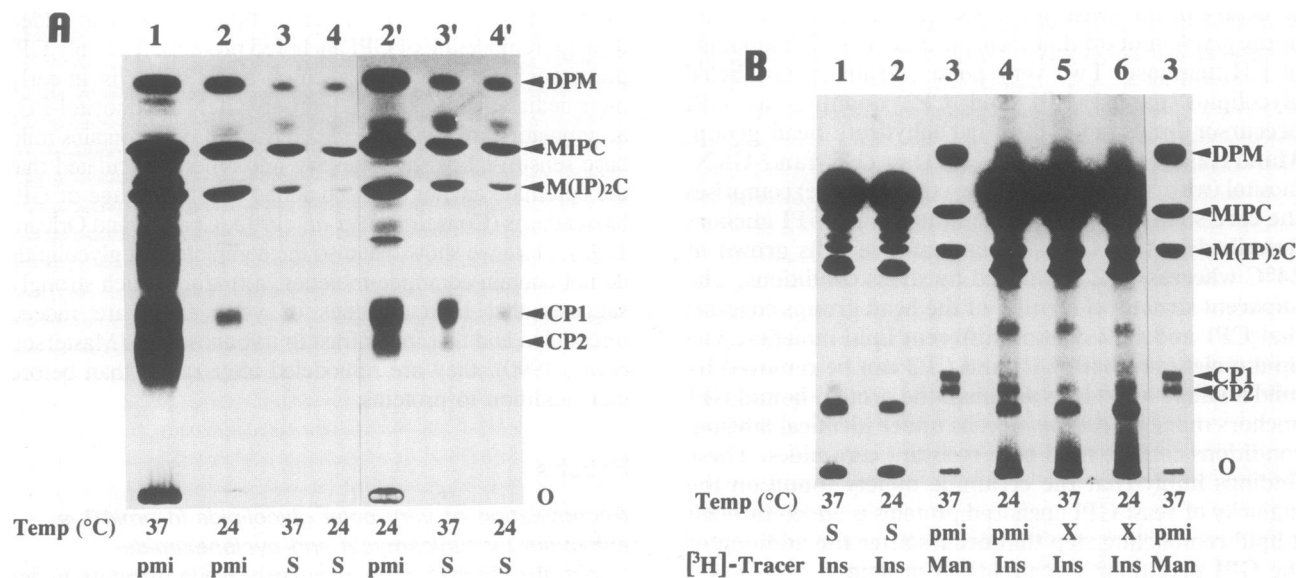 A
1 2 3 4 2' 3' 4'
DPM
MIPC
M(IP)₂C
CP1
CP2
O
Temp (°C) 37 24 37 24 24 37 24
pmi pmi S S pmi S S
B
1 2 3 4 5 6 3
DPM
MIPC
M(IP)₂C
CP1
CP2
O
Temp (°C) 37 24 37 24 37 24 37
S S pmi pmi X X pmi
[³H]-Tracer Ins Ins Man Ins Ins Ins Man